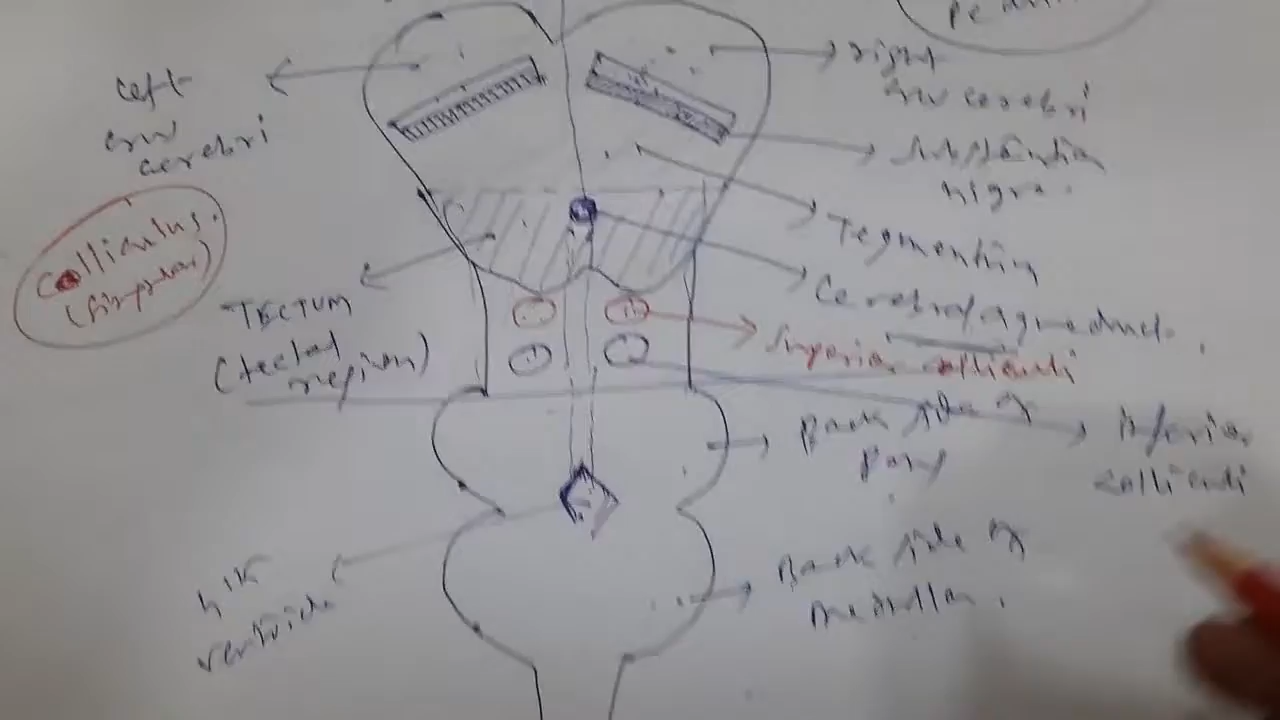 Left
crus
cerebri
right
crus cerebri
substantia
nigra.
Tegmentum
Colliculus.
(singular)
TECTUM
(tectal
region)
Cerebral aqueduct.
Superior colliculi
Inferior
colliculi
Back side of
pons
4th
ventricle
Back side of
medulla.